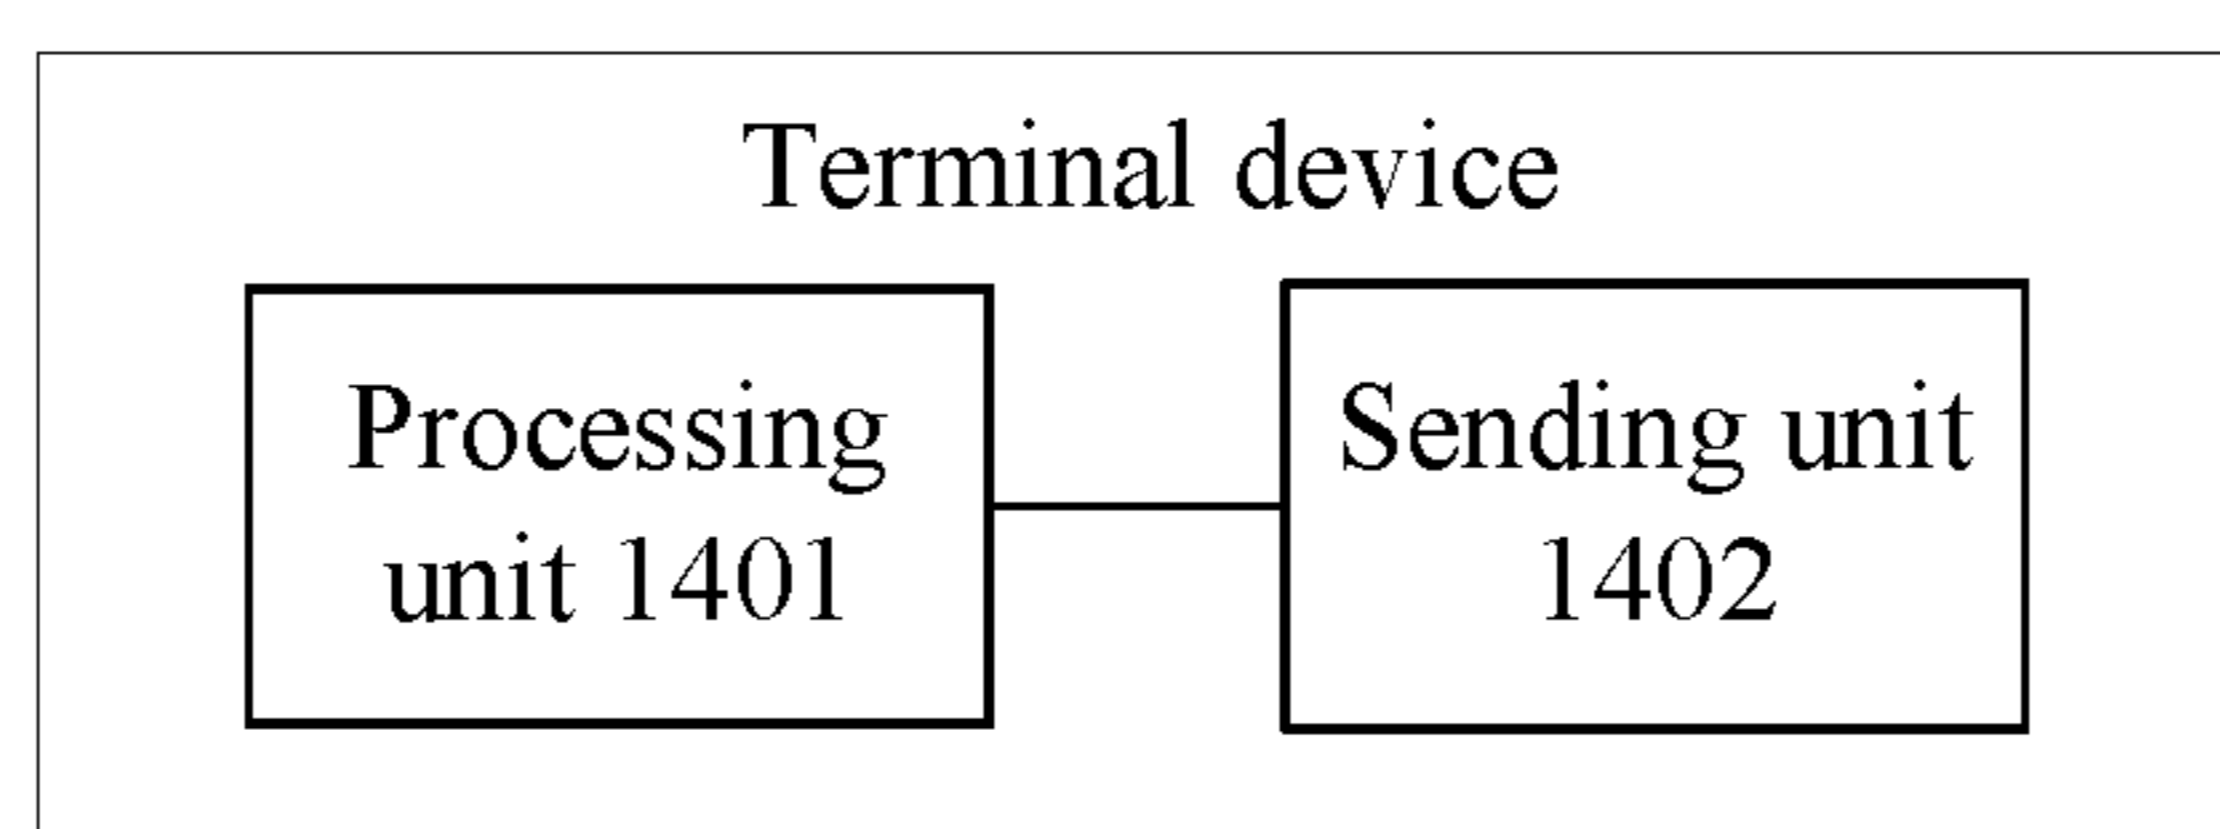 Terminal device
Processing
unit 1401
Sending unit
1402